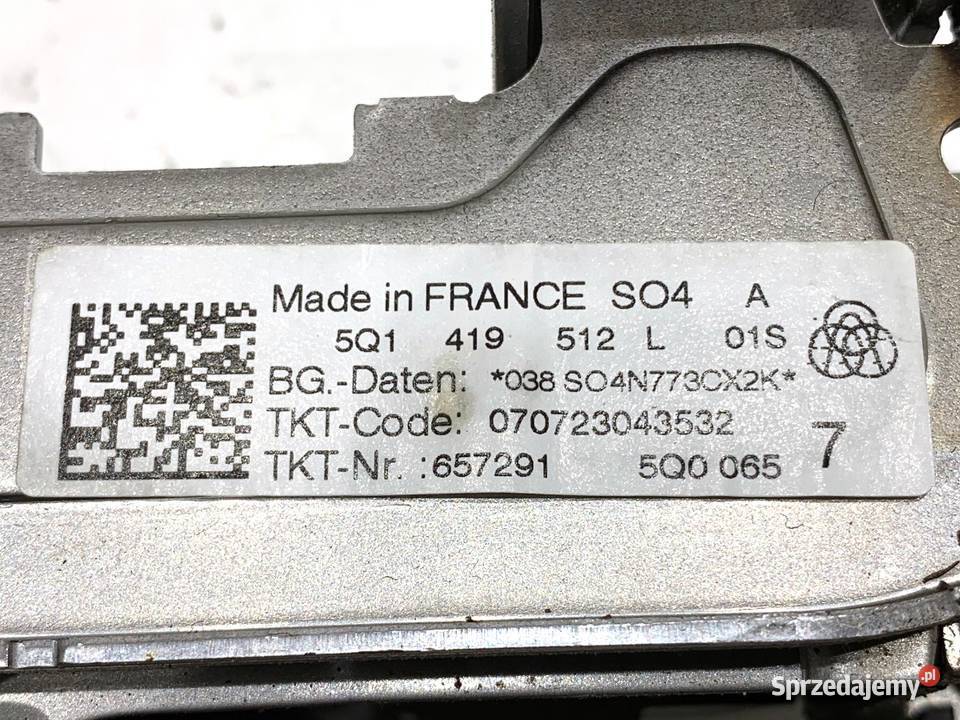 Made in FRANCE SO4 A
5Q1 419 512 L 01S
BG.-Daten: *038 SO4N773CX2K*
TKT-Code: 070723043532
TKT-Nr. :657291 5Q0 065 7
Sprzedajemy.pl